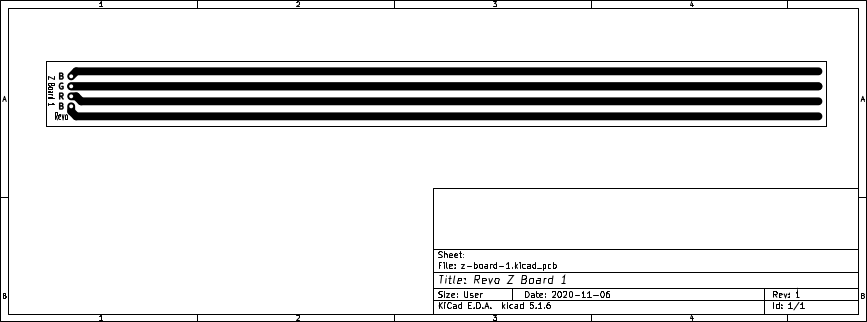 1 2 3 4
A A
B
G
R
B
Z Board 1
Revo
Sheet:
File: z-board-1.kicad_pcb
Title: Revo Z Board 1
B B
Size: User Date: 2020-11-06 Rev: 1
KiCad E.D.A. kicad 5.1.6 Id: 1/1
1 2 3 4